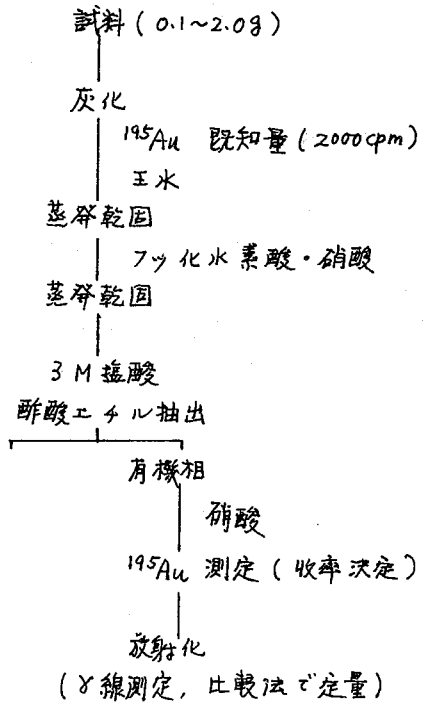 試料(0.1~2.0g)
灰化
195Au 既知量(2000cpm)
王水
蒸発乾固
フッ化水素酸・硝酸
蒸発乾固
3M塩酸
酢酸エチル抽出
有機相
硝酸
195Au 測定(収率決定)
放射化
(γ線測定, 比較法で定量)